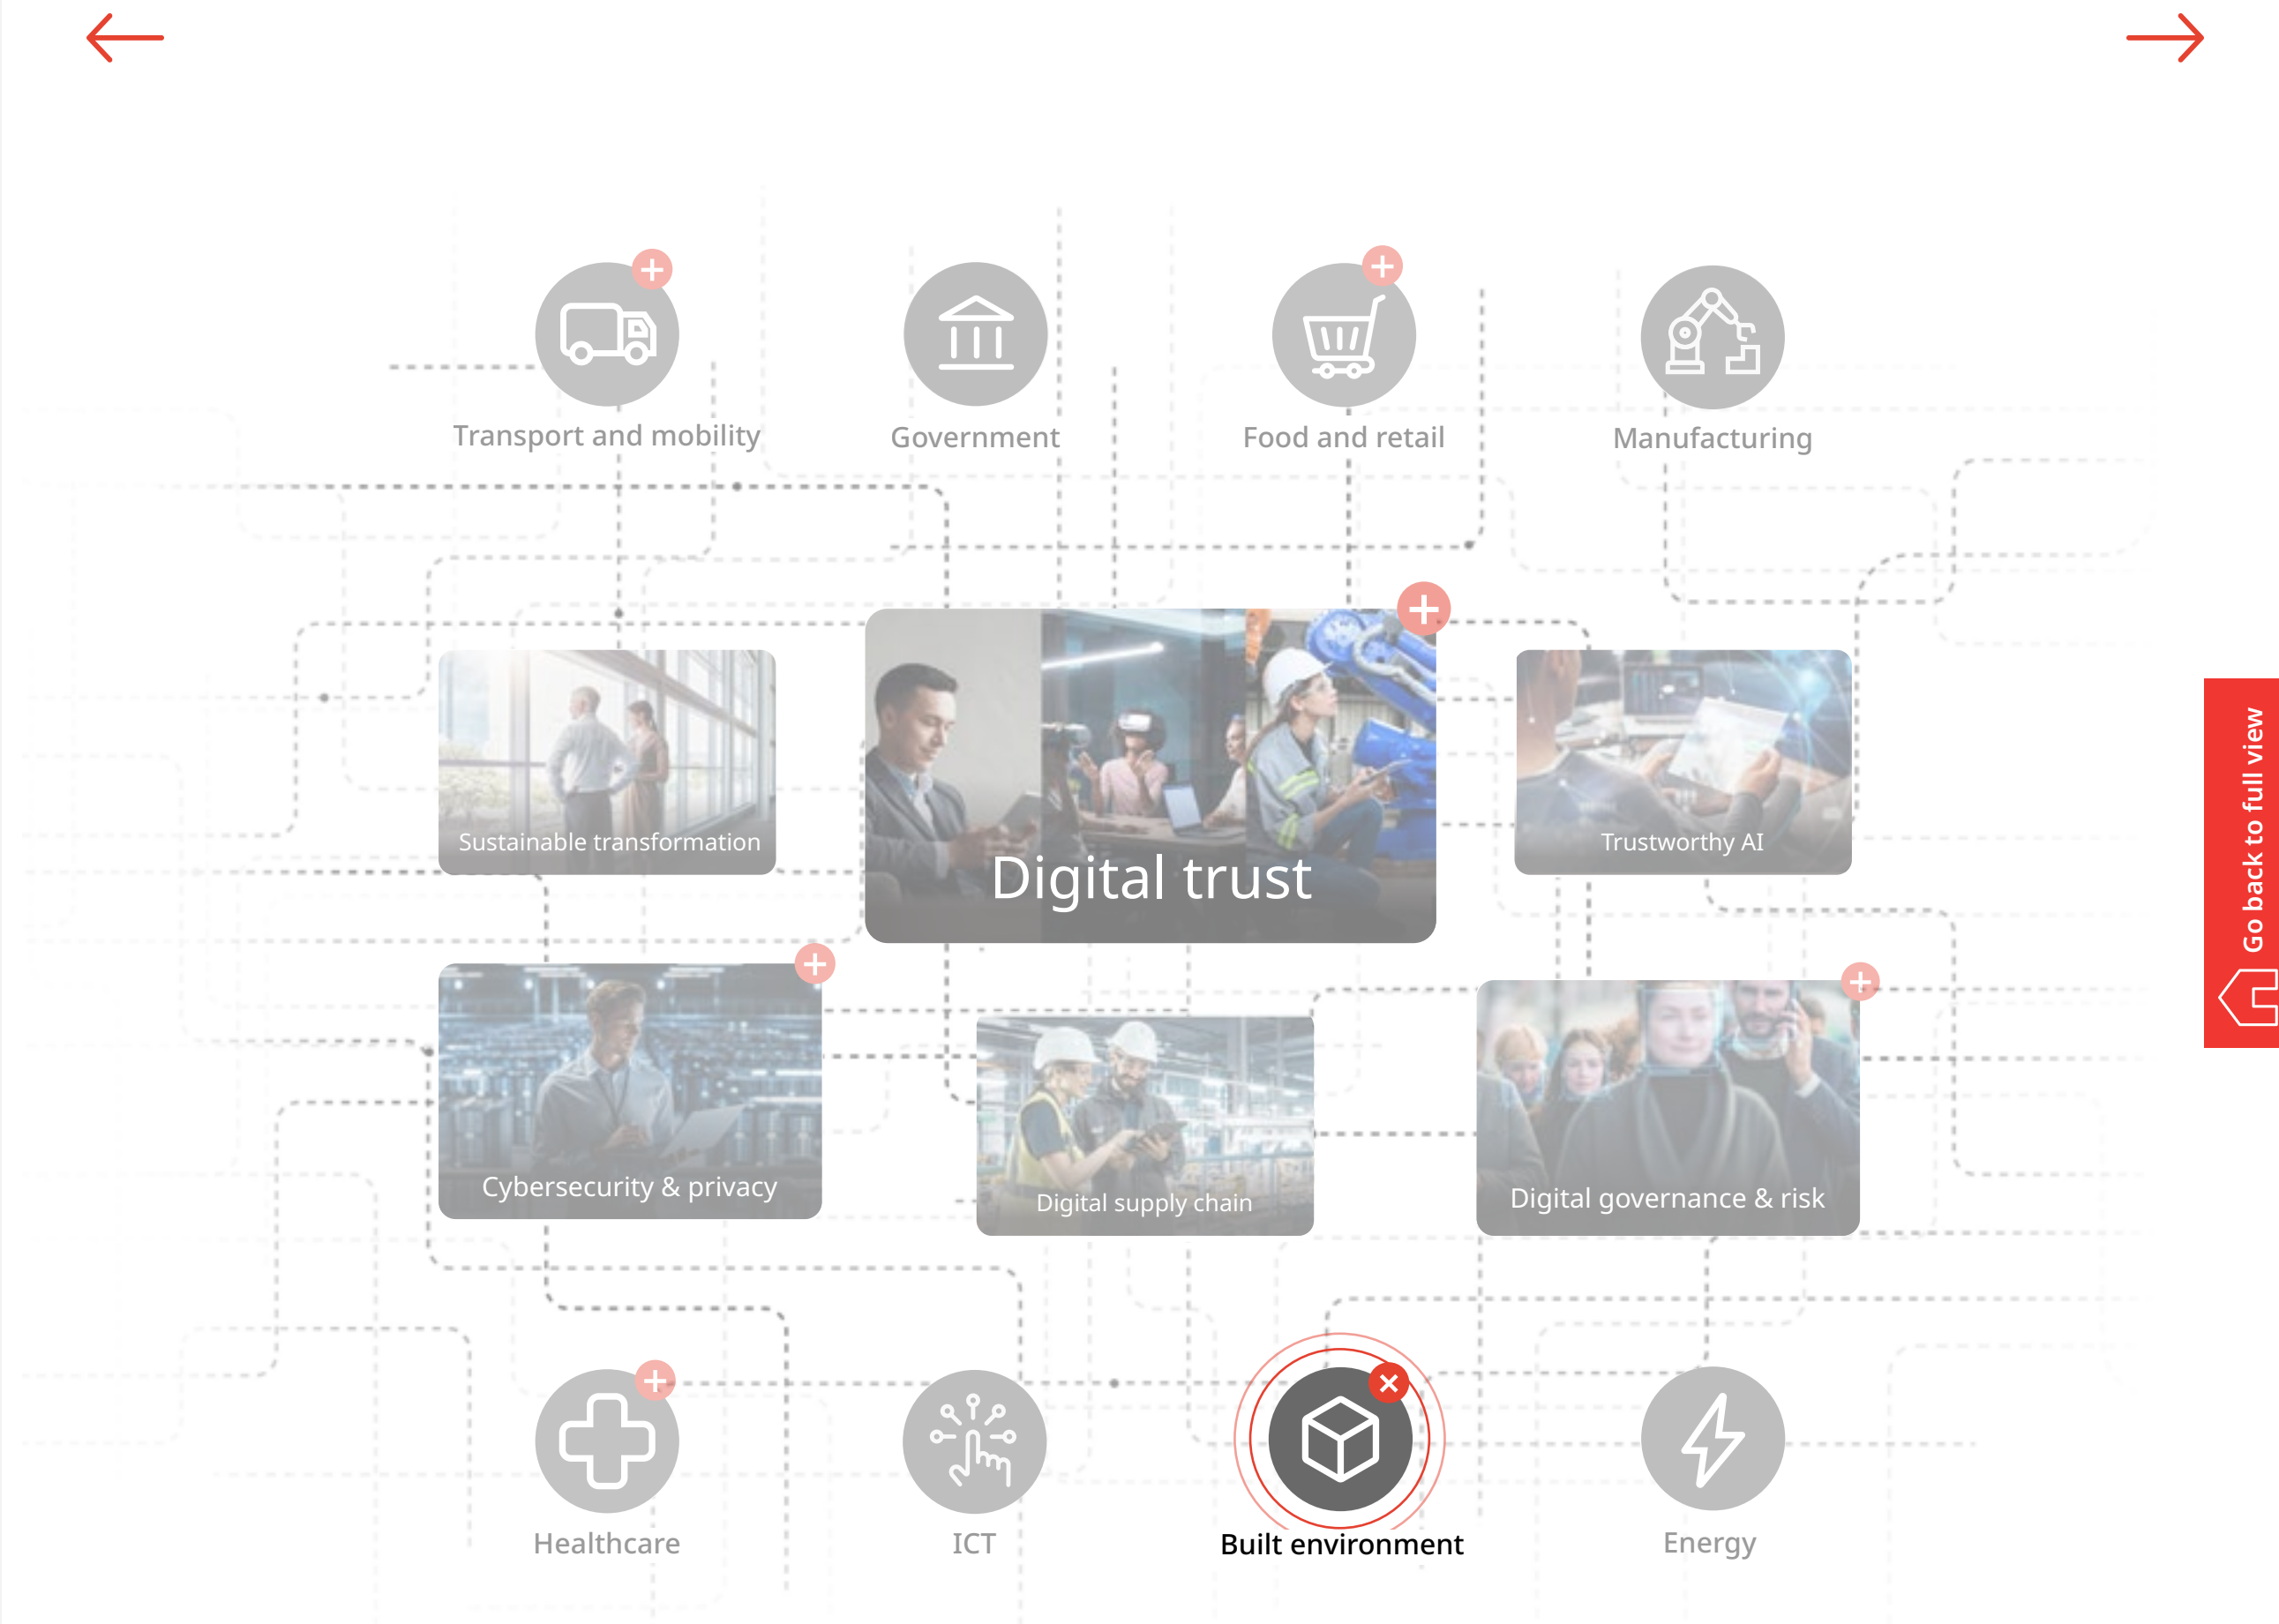 Transport and mobility
Government
Food and retail
Manufacturing
Sustainable transformation
Digital trust
Trustworthy AI
Go back to full view
Cybersecurity & privacy
Digital supply chain
Digital governance & risk
Healthcare
ICT
Built environment
Energy